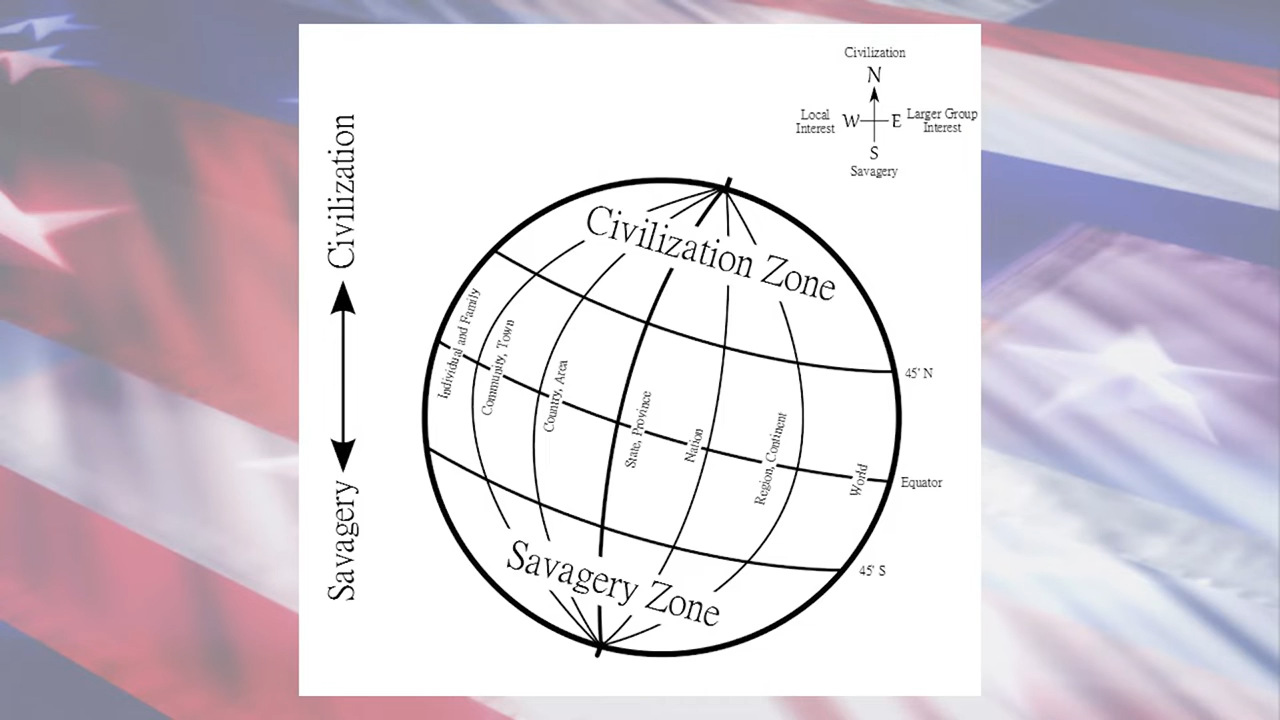 Civilization
N
Local
Interest
W
E
Larger Group
Interest
S
Savagery
Civilization
Savagery
Civilization Zone
Individual and Family
Community, Town
Country, Area
State, Province
Nation
Region, Continent
World
45' N
Equator
45' S
Savagery Zone